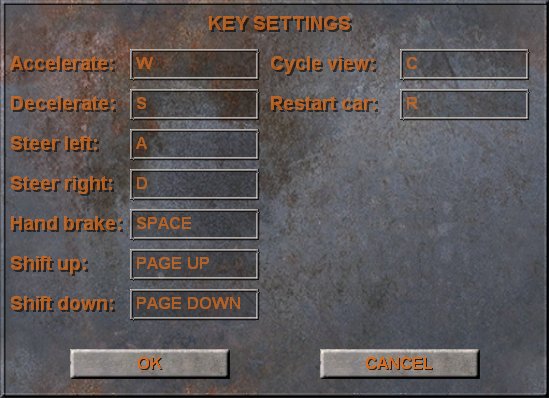 KEY SETTINGS
Accelerate: W
Decelerate: S
Steer left: A
Steer right: D
Hand brake: SPACE
Shift up: PAGE UP
Shift down: PAGE DOWN
Cycle view: C
Restart car: R
OK
CANCEL